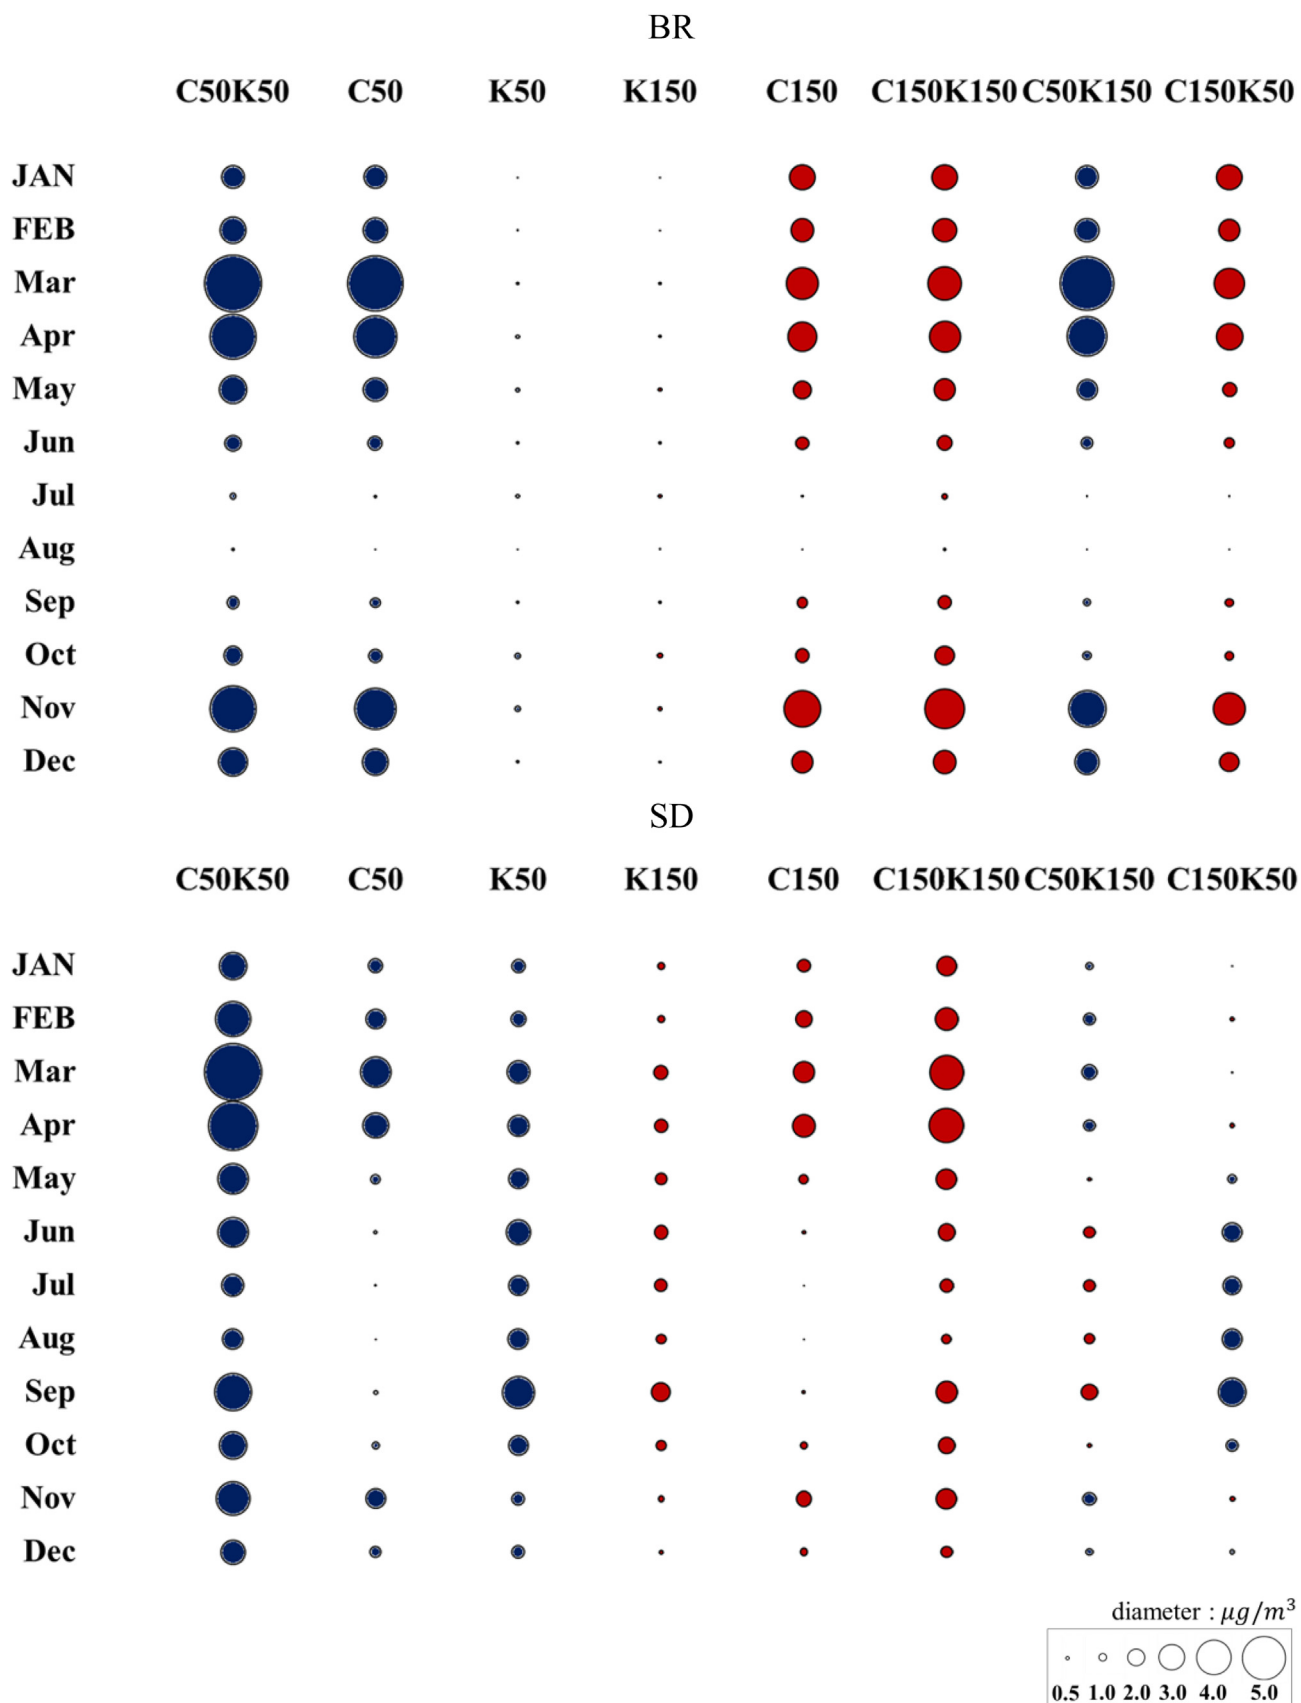 BR
C50K50 C50 K50 K150 C150 C150K150 C50K150 C150K50
JAN
FEB
Mar
Apr
May
Jun
Jul
Aug
Sep
Oct
Nov
Dec
SD
C50K50 C50 K50 K150 C150 C150K150 C50K150 C150K50
JAN
FEB
Mar
Apr
May
Jun
Jul
Aug
Sep
Oct
Nov
Dec
diameter : μg/m³
0.5 1.0 2.0 3.0 4.0 5.0